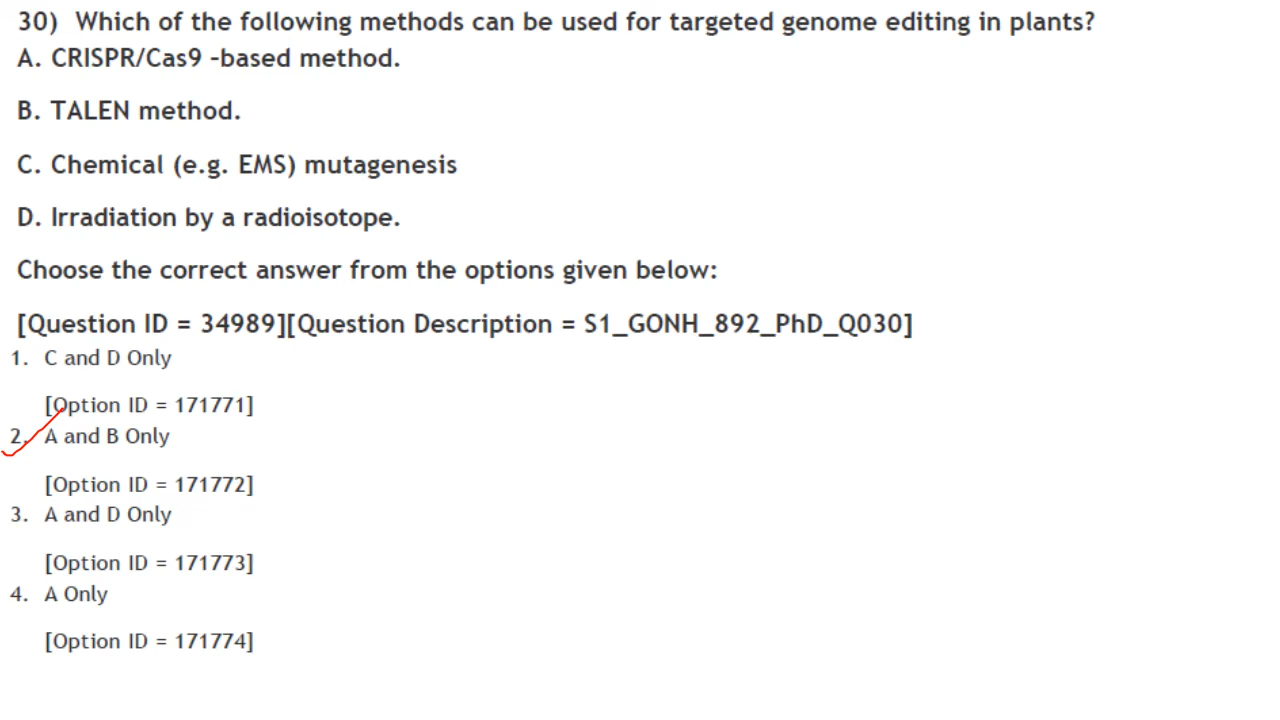 30) Which of the following methods can be used for targeted genome editing in plants?
A. CRISPR/Cas9 -based method.
B. TALEN method.
C. Chemical (e.g. EMS) mutagenesis
D. Irradiation by a radioisotope.
Choose the correct answer from the options given below:
[Question ID = 34989][Question Description = S1_GONH_892_PhD_Q030]
1. C and D Only
[Option ID = 171771]
2. A and B Only
[Option ID = 171772]
3. A and D Only
[Option ID = 171773]
4. A Only
[Option ID = 171774]